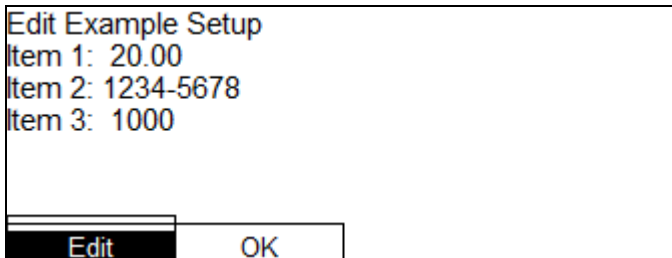 Edit Example Setup
Item 1: 20.00
Item 2: 1234-5678
Item 3: 1000
Edit OK